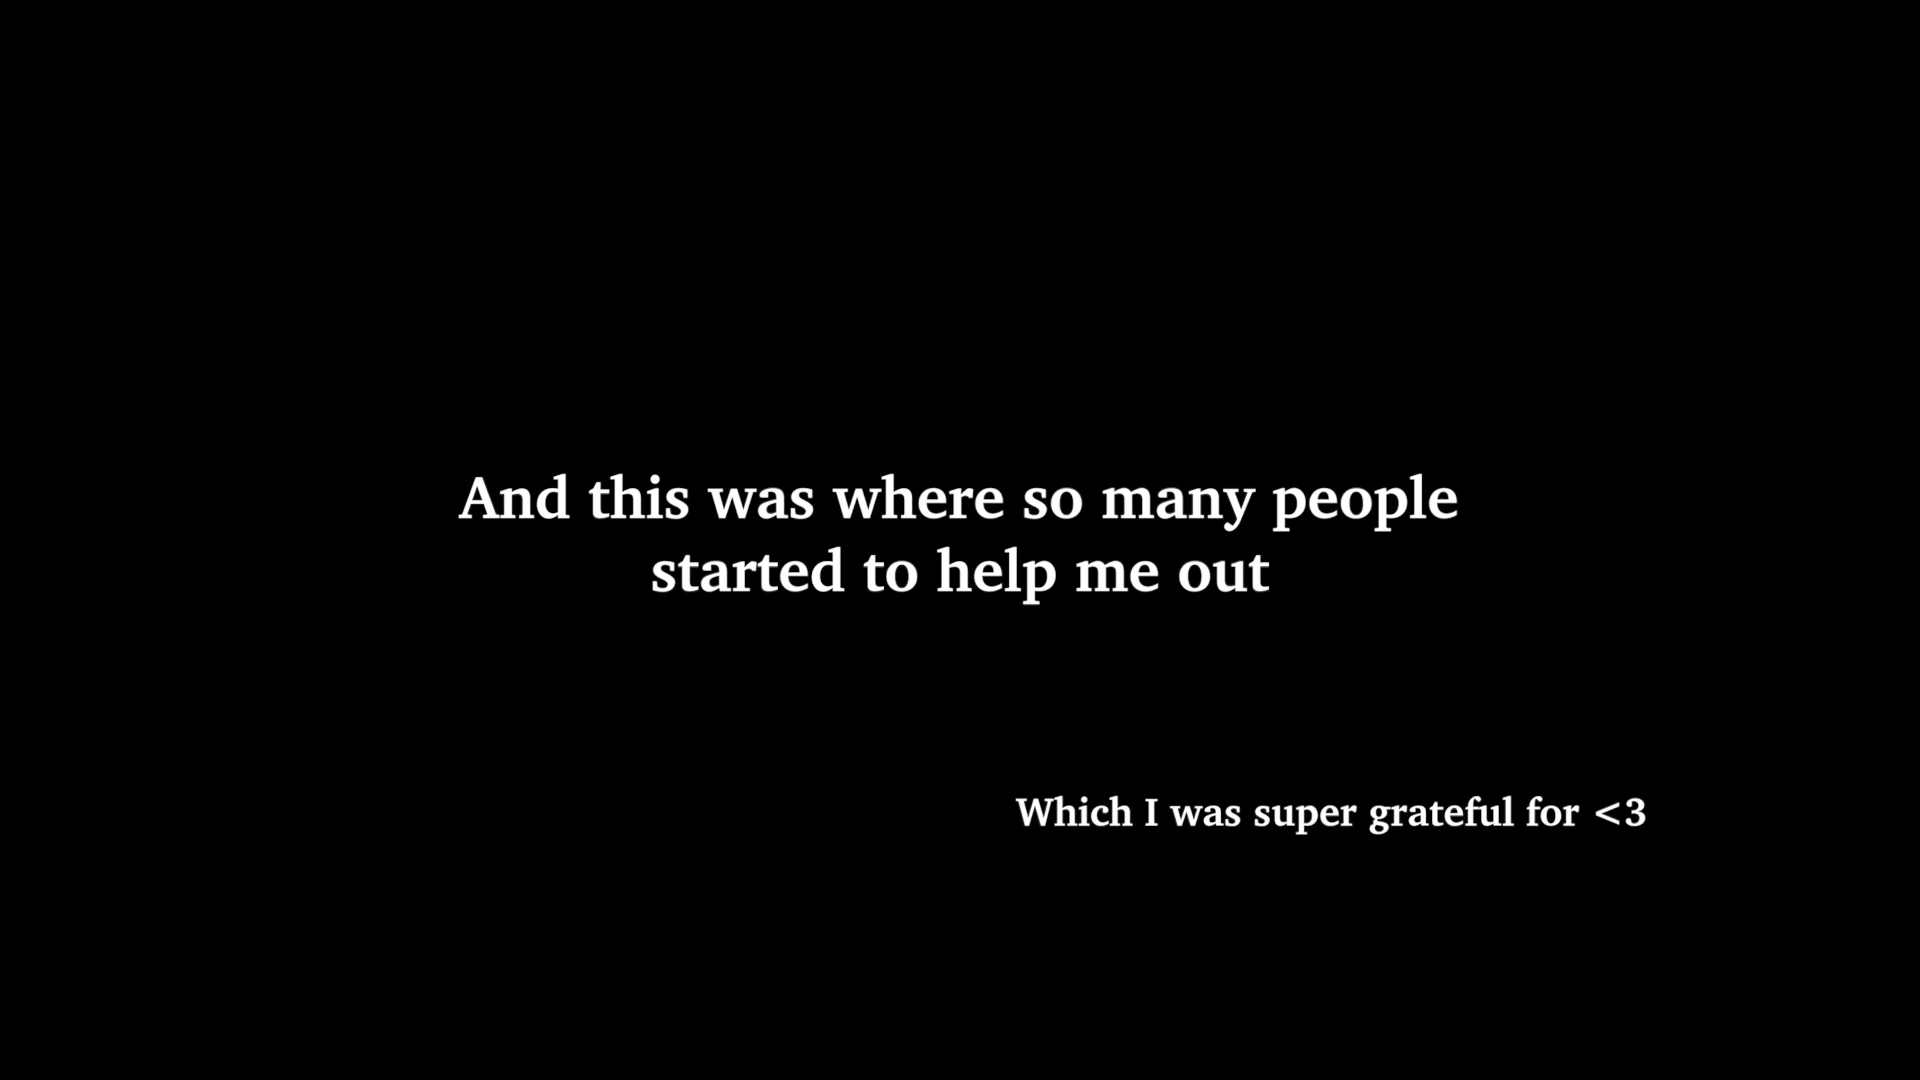 And this was where so many people
started to help me out
Which I was super grateful for <3